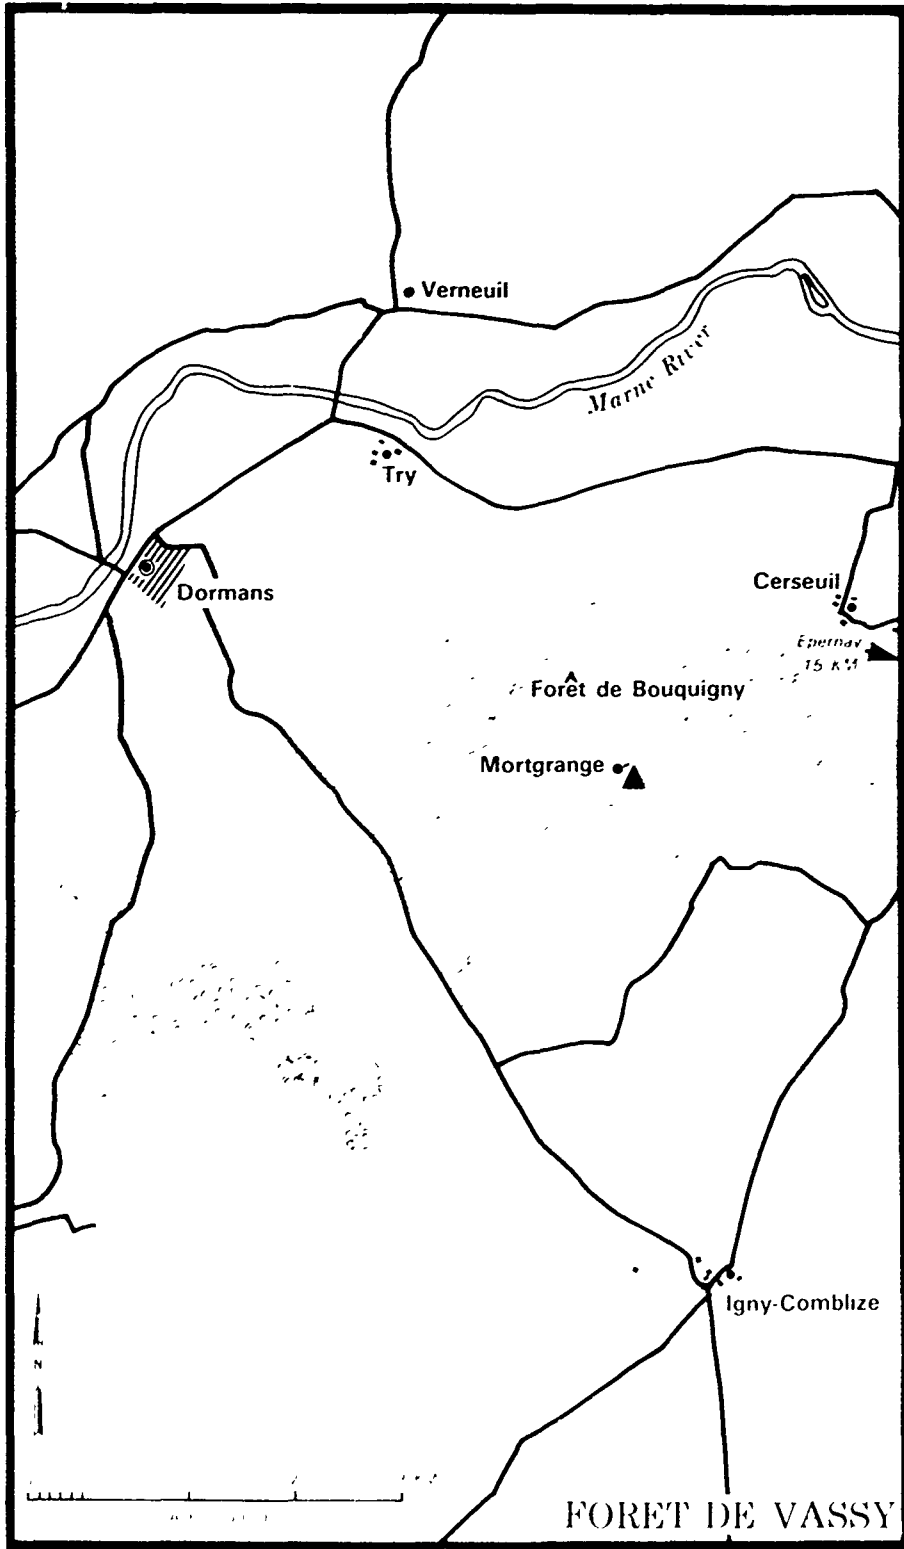 Verneuil
Marne River
Try
Dormans
Cerseuil
Epernay
15 KM
Forêt de Bouquigny
Mortgrange
Igny-Comblize
N
FORET DE VASSY